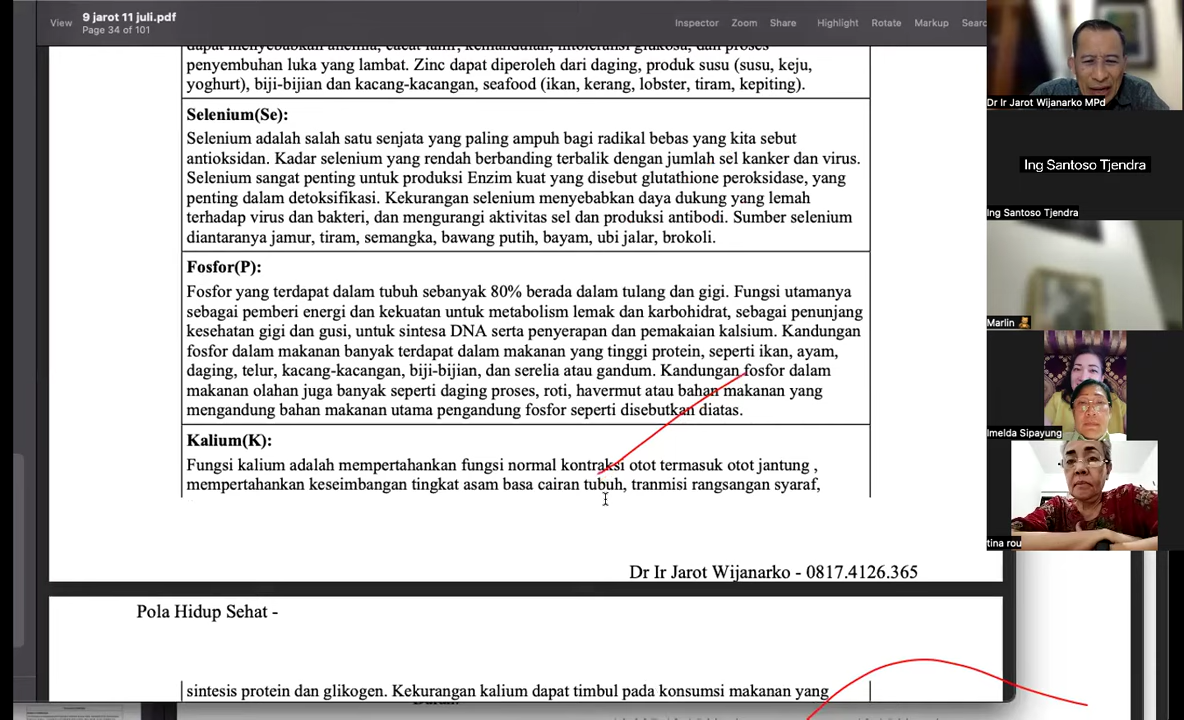 View
9 jarot 11 juli.pdf
Page 34 of 101
Inspector
Zoom
Share
Highlight
Rotate
Markup
dapat menyebabkan anemia, cacat lahir, kemandulan, intoleransi glukosa, dan proses
penyembuhan luka yang lambat. Zinc dapat diperoleh dari daging, produk susu (susu, keju,
yoghurt), biji-bijian dan kacang-kacangan, seafood (ikan, kerang, lobster, tiram, kepiting).
Selenium(Se):
Selenium adalah salah satu senjata yang paling ampuh bagi radikal bebas yang kita sebut
antioksidan. Kadar selenium yang rendah berbanding terbalik dengan jumlah sel kanker dan virus.
Selenium sangat penting untuk produksi Enzim kuat yang disebut glutathione peroksidase, yang
penting dalam detoksifikasi. Kekurangan selenium menyebabkan daya dukung yang lemah
terhadap virus dan bakteri, dan mengurangi aktivitas sel dan produksi antibodi. Sumber selenium
diantaranya jamur, tiram, semangka, bawang putih, bayam, ubi jalar, brokoli.
Fosfor(P):
Fosfor yang terdapat dalam tubuh sebanyak 80% berada dalam tulang dan gigi. Fungsi utamanya
sebagai pemberi energi dan kekuatan untuk metabolism lemak dan karbohidrat, sebagai penunjang
kesehatan gigi dan gusi, untuk sintesa DNA serta penyerapan dan pemakaian kalsium. Kandungan
fosfor dalam makanan banyak terdapat dalam makanan yang tinggi protein, seperti ikan, ayam,
daging, telur, kacang-kacangan, biji-bijian, dan serelia atau gandum. Kandungan fosfor dalam
makanan olahan juga banyak seperti daging proses, roti, havermut atau bahan makanan yang
mengandung bahan makanan utama pengandung fosfor seperti disebutkan diatas.
Kalium(K):
Fungsi kalium adalah mempertahankan fungsi normal kontraksi otot termasuk otot jantung ,
mempertahankan keseimbangan tingkat asam basa cairan tubuh, tranmisi rangsangan syaraf,
Dr Ir Jarot Wijanarko - 0817.4126.365
Pola Hidup Sehat -
sintesis protein dan glikogen. Kekurangan kalium dapat timbul pada konsumsi makanan yang
Dr Ir Jarot Wijanarko MPd
Ing Santoso Tjendra
Ing Santoso Tjendra
Marlin
Imelda Sipayung
tina rou